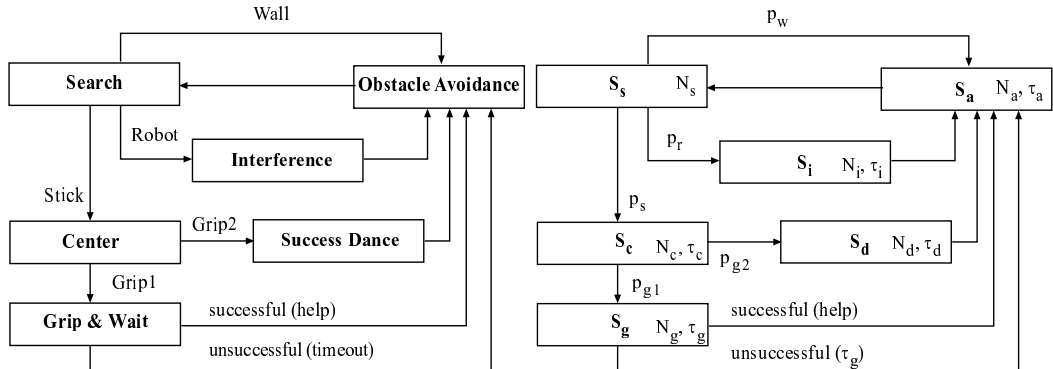 Wall
Search
Obstacle Avoidance
Robot
Interference
Stick
Center
Grip2
Success Dance
Grip1
Grip & Wait
successful (help)
unsuccessful (timeout)
p_w
S_s N_s
S_a N_a, τ_a
p_r
S_i N_i, τ_i
p_s
S_c N_c, τ_c
p_g2
S_d N_d, τ_d
p_g1
S_g N_g, τ_g
successful (help)
unsuccessful (τ_g)